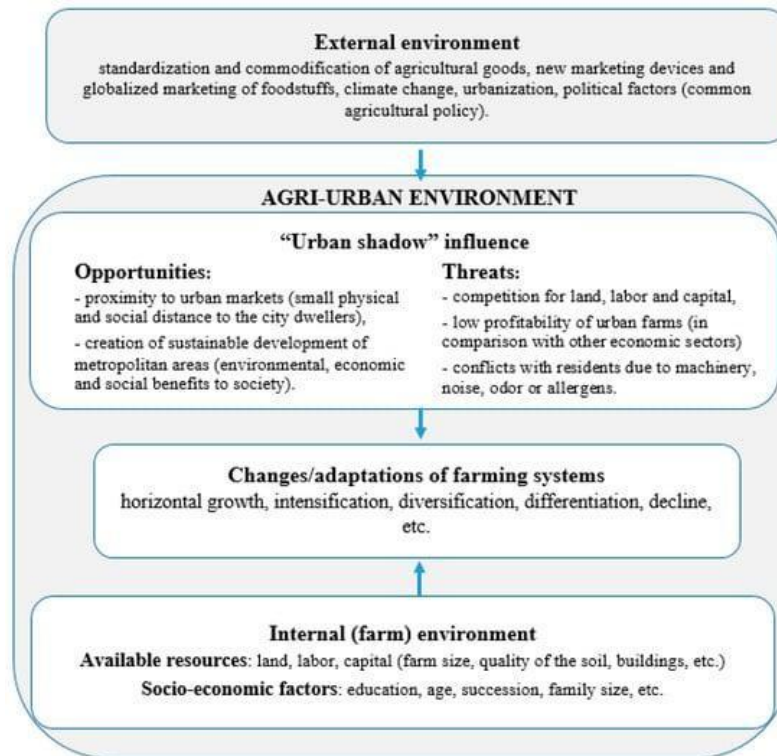 External environment
standardization and commodification of agricultural goods, new marketing devices and
globalized marketing of foodstuffs, climate change, urbanization, political factors (common
agricultural policy).
AGRI-URBAN ENVIRONMENT
“Urban shadow” influence
Opportunities:
- proximity to urban markets (small physical
and social distance to the city dwellers),
- creation of sustainable development of
metropolitan areas (environmental, economic
and social benefits to society).
Threats:
- competition for land, labor and capital,
- low profitability of urban farms (in
comparison with other economic sectors)
- conflicts with residents due to machinery,
noise, odor or allergens.
Changes/adaptations of farming systems
horizontal growth, intensification, diversification, differentiation, decline,
etc.
Internal (farm) environment
Available resources: land, labor, capital (farm size, quality of the soil, buildings, etc.)
Socio-economic factors: education, age, succession, family size, etc.